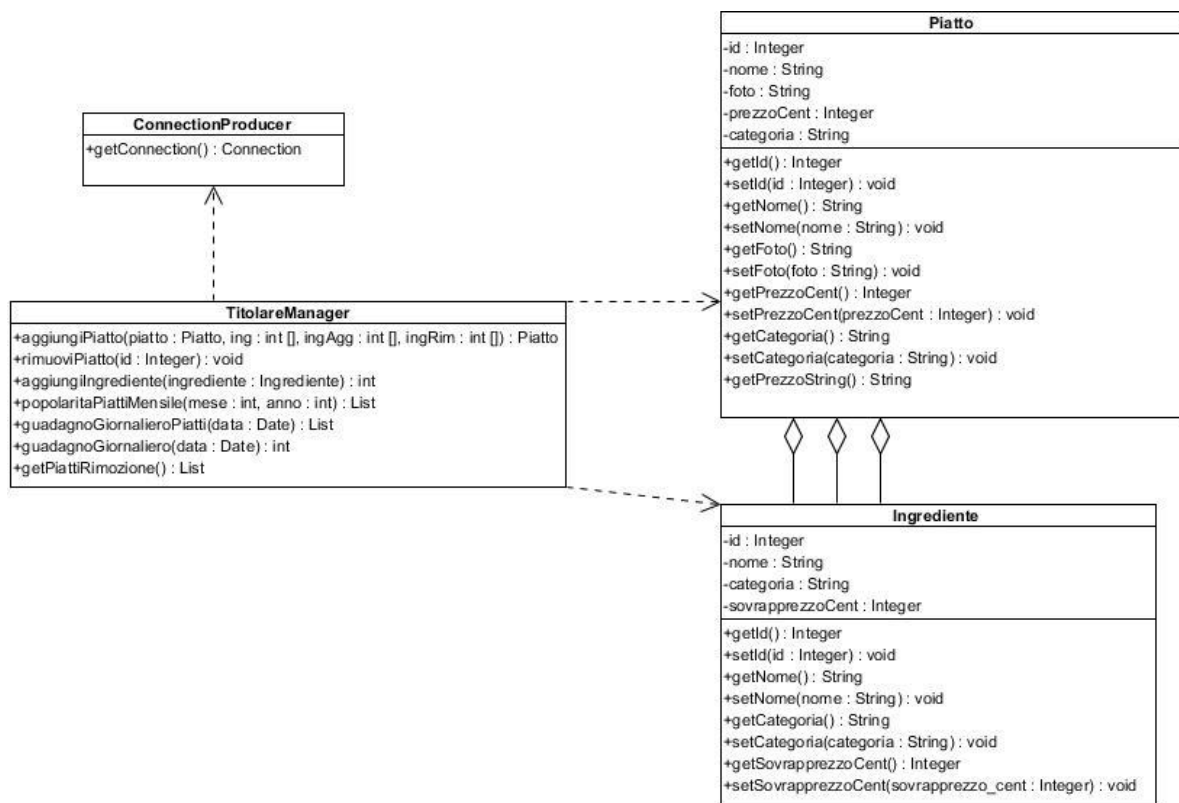 ConnectionProducer
+getConnection() : Connection
TitolareManager
+aggiungiPiatto(piatto : Piatto, ing : int [], ingAgg : int [], ingRim : int []) : Piatto
+rimuoviPiatto(id : Integer) : void
+aggiungiIngrediente(ingrediente : Ingrediente) : int
+popolaritaPiattiMensile(mese : int, anno : int) : List
+guadagnoGiornalieroPiatti(data : Date) : List
+guadagnoGiornaliero(data : Date) : int
+getPiattiRimozione() : List
Piatto
-id : Integer
-nome : String
-foto : String
-prezzoCent : Integer
-categoria : String
+getId() : Integer
+setId(id : Integer) : void
+getNome() : String
+setNome(nome : String) : void
+getFoto() : String
+setFoto(foto : String) : void
+getPrezzoCent() : Integer
+setPrezzoCent(prezzoCent : Integer) : void
+getCategoria() : String
+setCategoria(categoria : String) : void
+getPrezzoString() : String
Ingrediente
-id : Integer
-nome : String
-categoria : String
-sovrapprezzoCent : Integer
+getId() : Integer
+setId(id : Integer) : void
+getNome() : String
+setNome(nome : String) : void
+getCategoria() : String
+setCategoria(categoria : String) : void
+getSovrapprezzoCent() : Integer
+setSovrapprezzoCent(sovrapprezzo_cent : Integer) : void